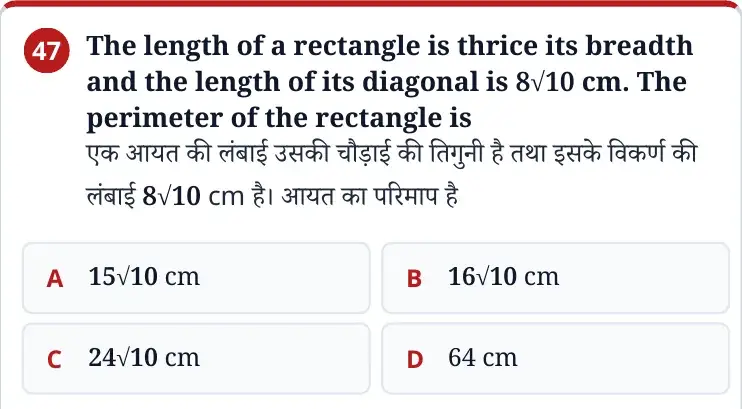 47 The length of a rectangle is thrice its breadth
and the length of its diagonal is 8√10 cm. The
perimeter of the rectangle is
एक आयत की लंबाई उसकी चौड़ाई की तिगुनी है तथा इसके विकर्ण की
लंबाई 8√10 cm है। आयत का परिमाप है
A 15√10 cm
B 16√10 cm
C 24√10 cm
D 64 cm